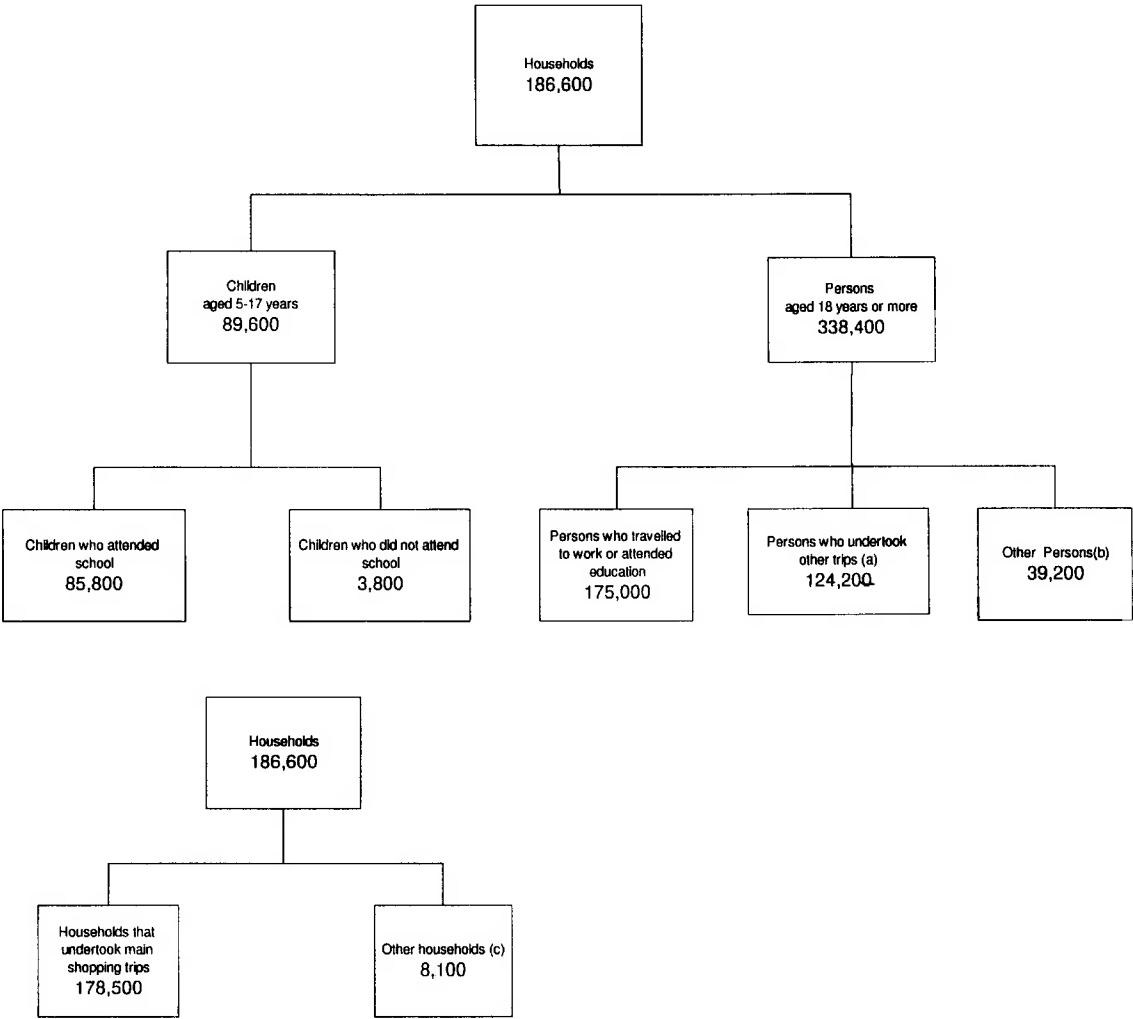 Households
186,600
Children
aged 5-17 years
89,600
Persons
aged 18 years or more
338,400
Children who attended
school
85,800
Children who did not attend
school
3,800
Persons who travelled
to work or attended
education
175,000
Persons who undertook
other trips (a)
124,200
Other Persons(b)
39,200
Households
186,600
Households that
undertook main
shopping trips
178,500
Other households (c)
8,100